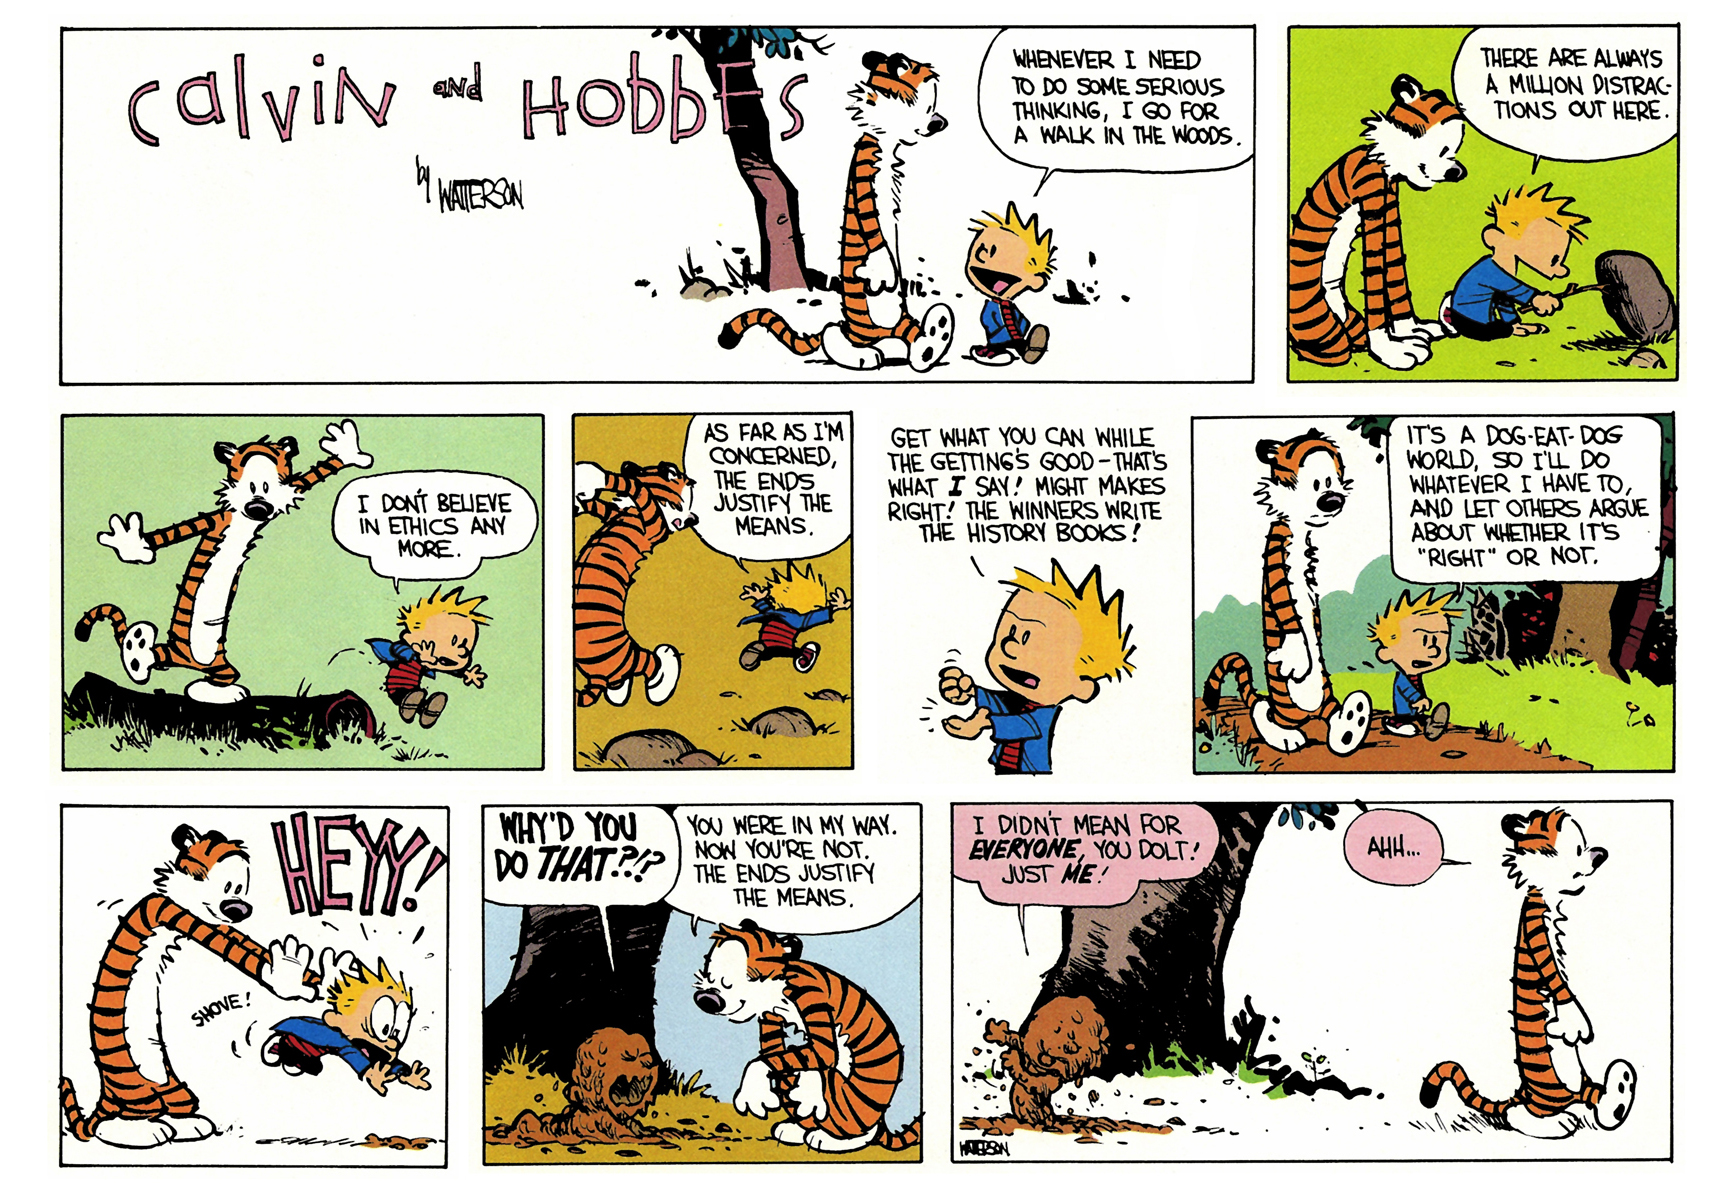 Calvin and Hobbes
by WATTERSON
WHENEVER I NEED
TO DO SOME SERIOUS
THINKING, I GO FOR
A WALK IN THE WOODS.
THERE ARE ALWAYS
A MILLION DISTRAC-
TIONS OUT HERE.
I DON'T BELIEVE
IN ETHICS ANY
MORE.
AS FAR AS I'M
CONCERNED,
THE ENDS
JUSTIFY THE
MEANS.
GET WHAT YOU CAN WHILE
THE GETTING'S GOOD - THAT'S
WHAT I SAY! MIGHT MAKES
RIGHT! THE WINNERS WRITE
THE HISTORY BOOKS!
IT'S A DOG-EAT-DOG
WORLD, SO I'LL DO
WHATEVER I HAVE TO,
AND LET OTHERS ARGUE
ABOUT WHETHER IT'S
"RIGHT" OR NOT.
HEYY!
SHOVE!
WHY'D YOU
DO THAT?!?
YOU WERE IN MY WAY.
NOW YOU'RE NOT.
THE ENDS JUSTIFY
THE MEANS.
I DIDN'T MEAN FOR
EVERYONE, YOU DOLT!
JUST ME!
AHH...
WATTERSON